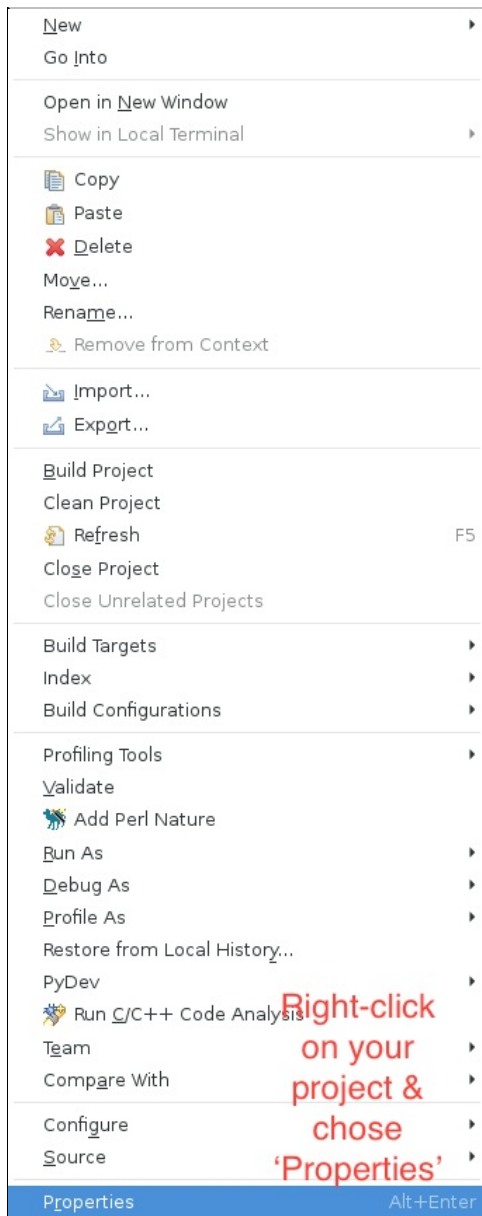 New
Go Into
Open in New Window
Show in Local Terminal
Copy
Paste
Delete
Move...
Rename...
Remove from Context
Import...
Export...
Build Project
Clean Project
Refresh F5
Close Project
Close Unrelated Projects
Build Targets
Index
Build Configurations
Profiling Tools
Validate
Add Perl Nature
Run As
Debug As
Profile As
Restore from Local History...
PyDev
Run C/C++ Code Analysis
Team
Compare With
Configure
Source
Properties Alt+Enter
Right-click
on your
project &
chose
‘Properties’